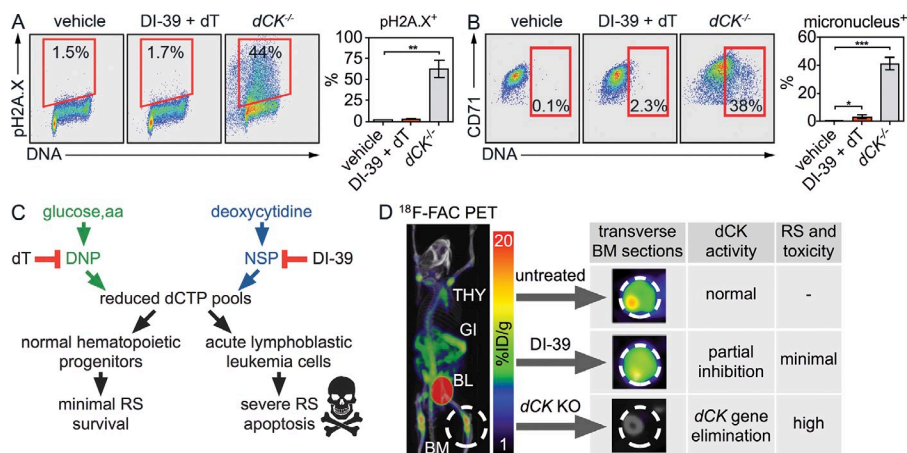 A
vehicle
DI-39 + dT
dCK-/-
1.5%
1.7%
44%
pH2A.X
DNA
pH2A.X+
**
%
100
75
50
25
0
vehicle
DI-39 + dT
dCK-/-
B
vehicle
DI-39 + dT
dCK-/-
0.1%
2.3%
38%
CD71
DNA
micronucleus+
***
*
%
50
40
30
20
10
0
vehicle
DI-39 + dT
dCK-/-
C
glucose,aa
deoxycytidine
dT
DNP
NSP
DI-39
reduced dCTP pools
normal hematopoietic
progenitors
acute lymphoblastic
leukemia cells
minimal RS
survival
severe RS
apoptosis
D
18F-FAC PET
THY
GI
BL
BM
20
%ID/g
1
untreated
DI-39
dCK KO
transverse
BM sections
dCK
activity
RS and
toxicity
normal
-
partial
inhibition
minimal
dCK gene
elimination
high